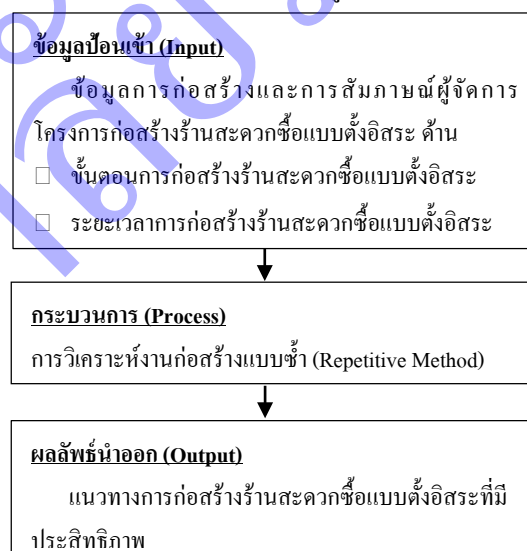 ข้อมูลป้อนเข้า (Input)
ข้อมูลการก่อสร้างและการสัมภาษณ์ผู้จัดการ
โครงการก่อสร้างร้านสะดวกซื้อแบบตั้งอิสระ ด้าน
ขั้นตอนการก่อสร้างร้านสะดวกซื้อแบบตั้งอิสระ
ระยะเวลาการก่อสร้างร้านสะดวกซื้อแบบตั้งอิสระ
กระบวนการ (Process)
การวิเคราะห์งานก่อสร้างแบบซ้ำ (Repetitive Method)
ผลลัพธ์นำออก (Output)
แนวทางการก่อสร้างร้านสะดวกซื้อแบบตั้งอิสระที่มี
ประสิทธิภาพ